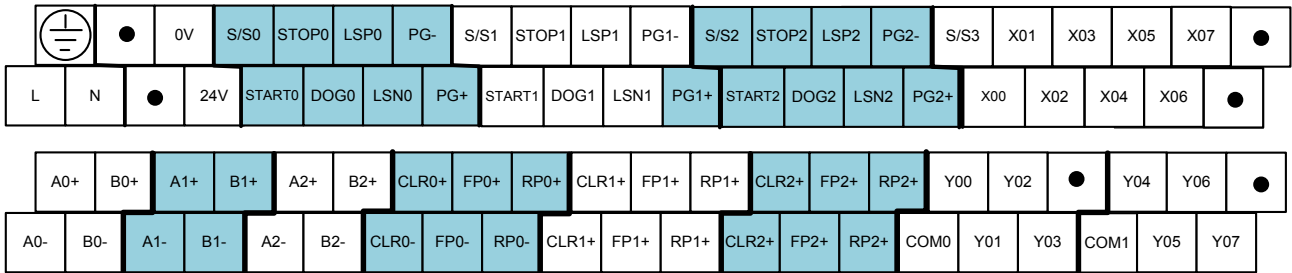 0V S/S0 STOP0 LSP0 PG- S/S1 STOP1 LSP1 PG1- S/S2 STOP2 LSP2 PG2- S/S3 X01 X03 X05 X07
L N 24V START0 DOG0 LSN0 PG+ START1 DOG1 LSN1 PG1+ START2 DOG2 LSN2 PG2+ X00 X02 X04 X06
A0+ B0+ A1+ B1+ A2+ B2+ CLR0+ FP0+ RP0+ CLR1+ FP1+ RP1+ CLR2+ FP2+ RP2+ Y00 Y02 Y04 Y06
A0- B0- A1- B1- A2- B2- CLR0- FP0- RP0- CLR1+ FP1+ RP1+ CLR2+ FP2+ RP2+ COM0 Y01 Y03 COM1 Y05 Y07